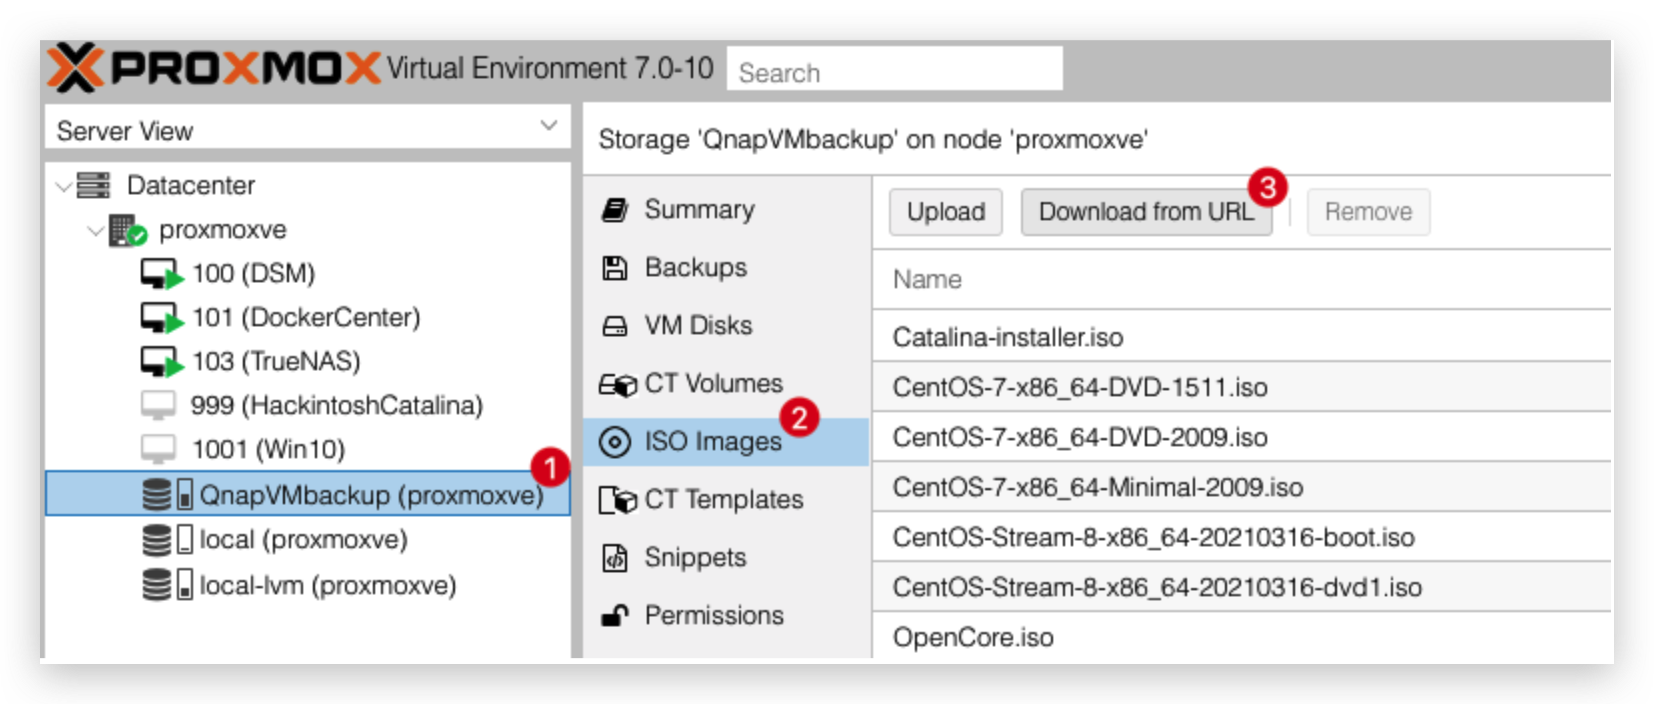 PROXMOX Virtual Environment 7.0-10 Search
Server View
Datacenter
proxmoxve
100 (DSM)
101 (DockerCenter)
103 (TrueNAS)
999 (HackintoshCatalina)
1001 (Win10)
1
QnapVMbackup (proxmoxve)
local (proxmoxve)
local-lvm (proxmoxve)
Storage 'QnapVMbackup' on node 'proxmoxve'
Summary
Backups
VM Disks
CT Volumes
2
ISO Images
CT Templates
Snippets
Permissions
3
Upload Download from URL Remove
Name
Catalina-installer.iso
CentOS-7-x86_64-DVD-1511.iso
CentOS-7-x86_64-DVD-2009.iso
CentOS-7-x86_64-Minimal-2009.iso
CentOS-Stream-8-x86_64-20210316-boot.iso
CentOS-Stream-8-x86_64-20210316-dvd1.iso
OpenCore.iso